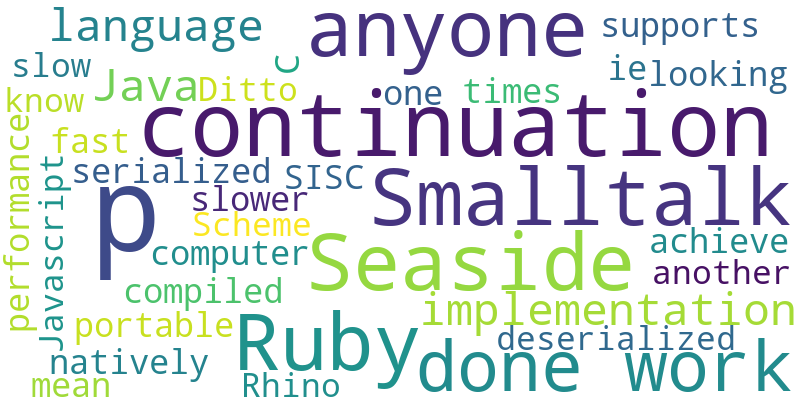 language
anyone
supports
slow
Java
Ditto
C
one
times
ie
looking
know
fast
continuation
performance
Javascript
serialized
SISC
slower
Scheme
p
Smalltalk
computer
Seaside
achieve
another
compiled
implementation
portable
Ruby
deserialized
natively
done
work
mean
Rhino